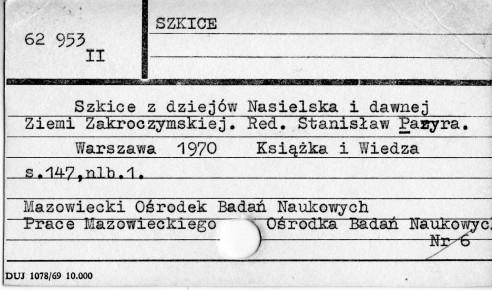 SZKICE
62 953
II
Szkice z dziejów Nasielska i dawnej
Ziemi Zakroczymskiej. Red. Stanisław Pazyra.
Warszawa 1970 Książka i Wiedza
s.147,nlb.1.
Mazowiecki Ośrodek Badań Naukowych
Prace Mazowieckiego Ośrodka Badań Naukowyc
Nr 6
DUJ 1078/69 10.000